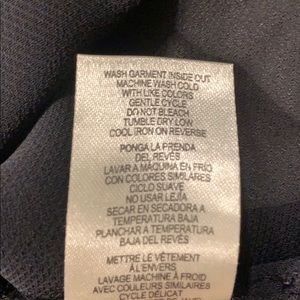 WASH GARMENT INSIDE OUT
MACHINE WASH COLD
WITH LIKE COLORS
GENTLE CYCLE
DO NOT BLEACH
TUMBLE DRY LOW
COOL IRON ON REVERSE
PONGA LA PRENDA
DEL REVÉS
LAVAR A MÁQUINA EN FRÍO
CON COLORES SIMILARES
CICLO SUAVE
NO USAR LEJÍA
SECAR EN SECADORA A
TEMPERATURA BAJA
PLANCHAR A TEMPERATURA
BAJA DEL REVÉS
METTRE LE VÊTEMENT
À L'ENVERS
LAVAGE MACHINE À FROID
AVEC COULEURS SIMILAIRES
CYCLE DÉLICAT